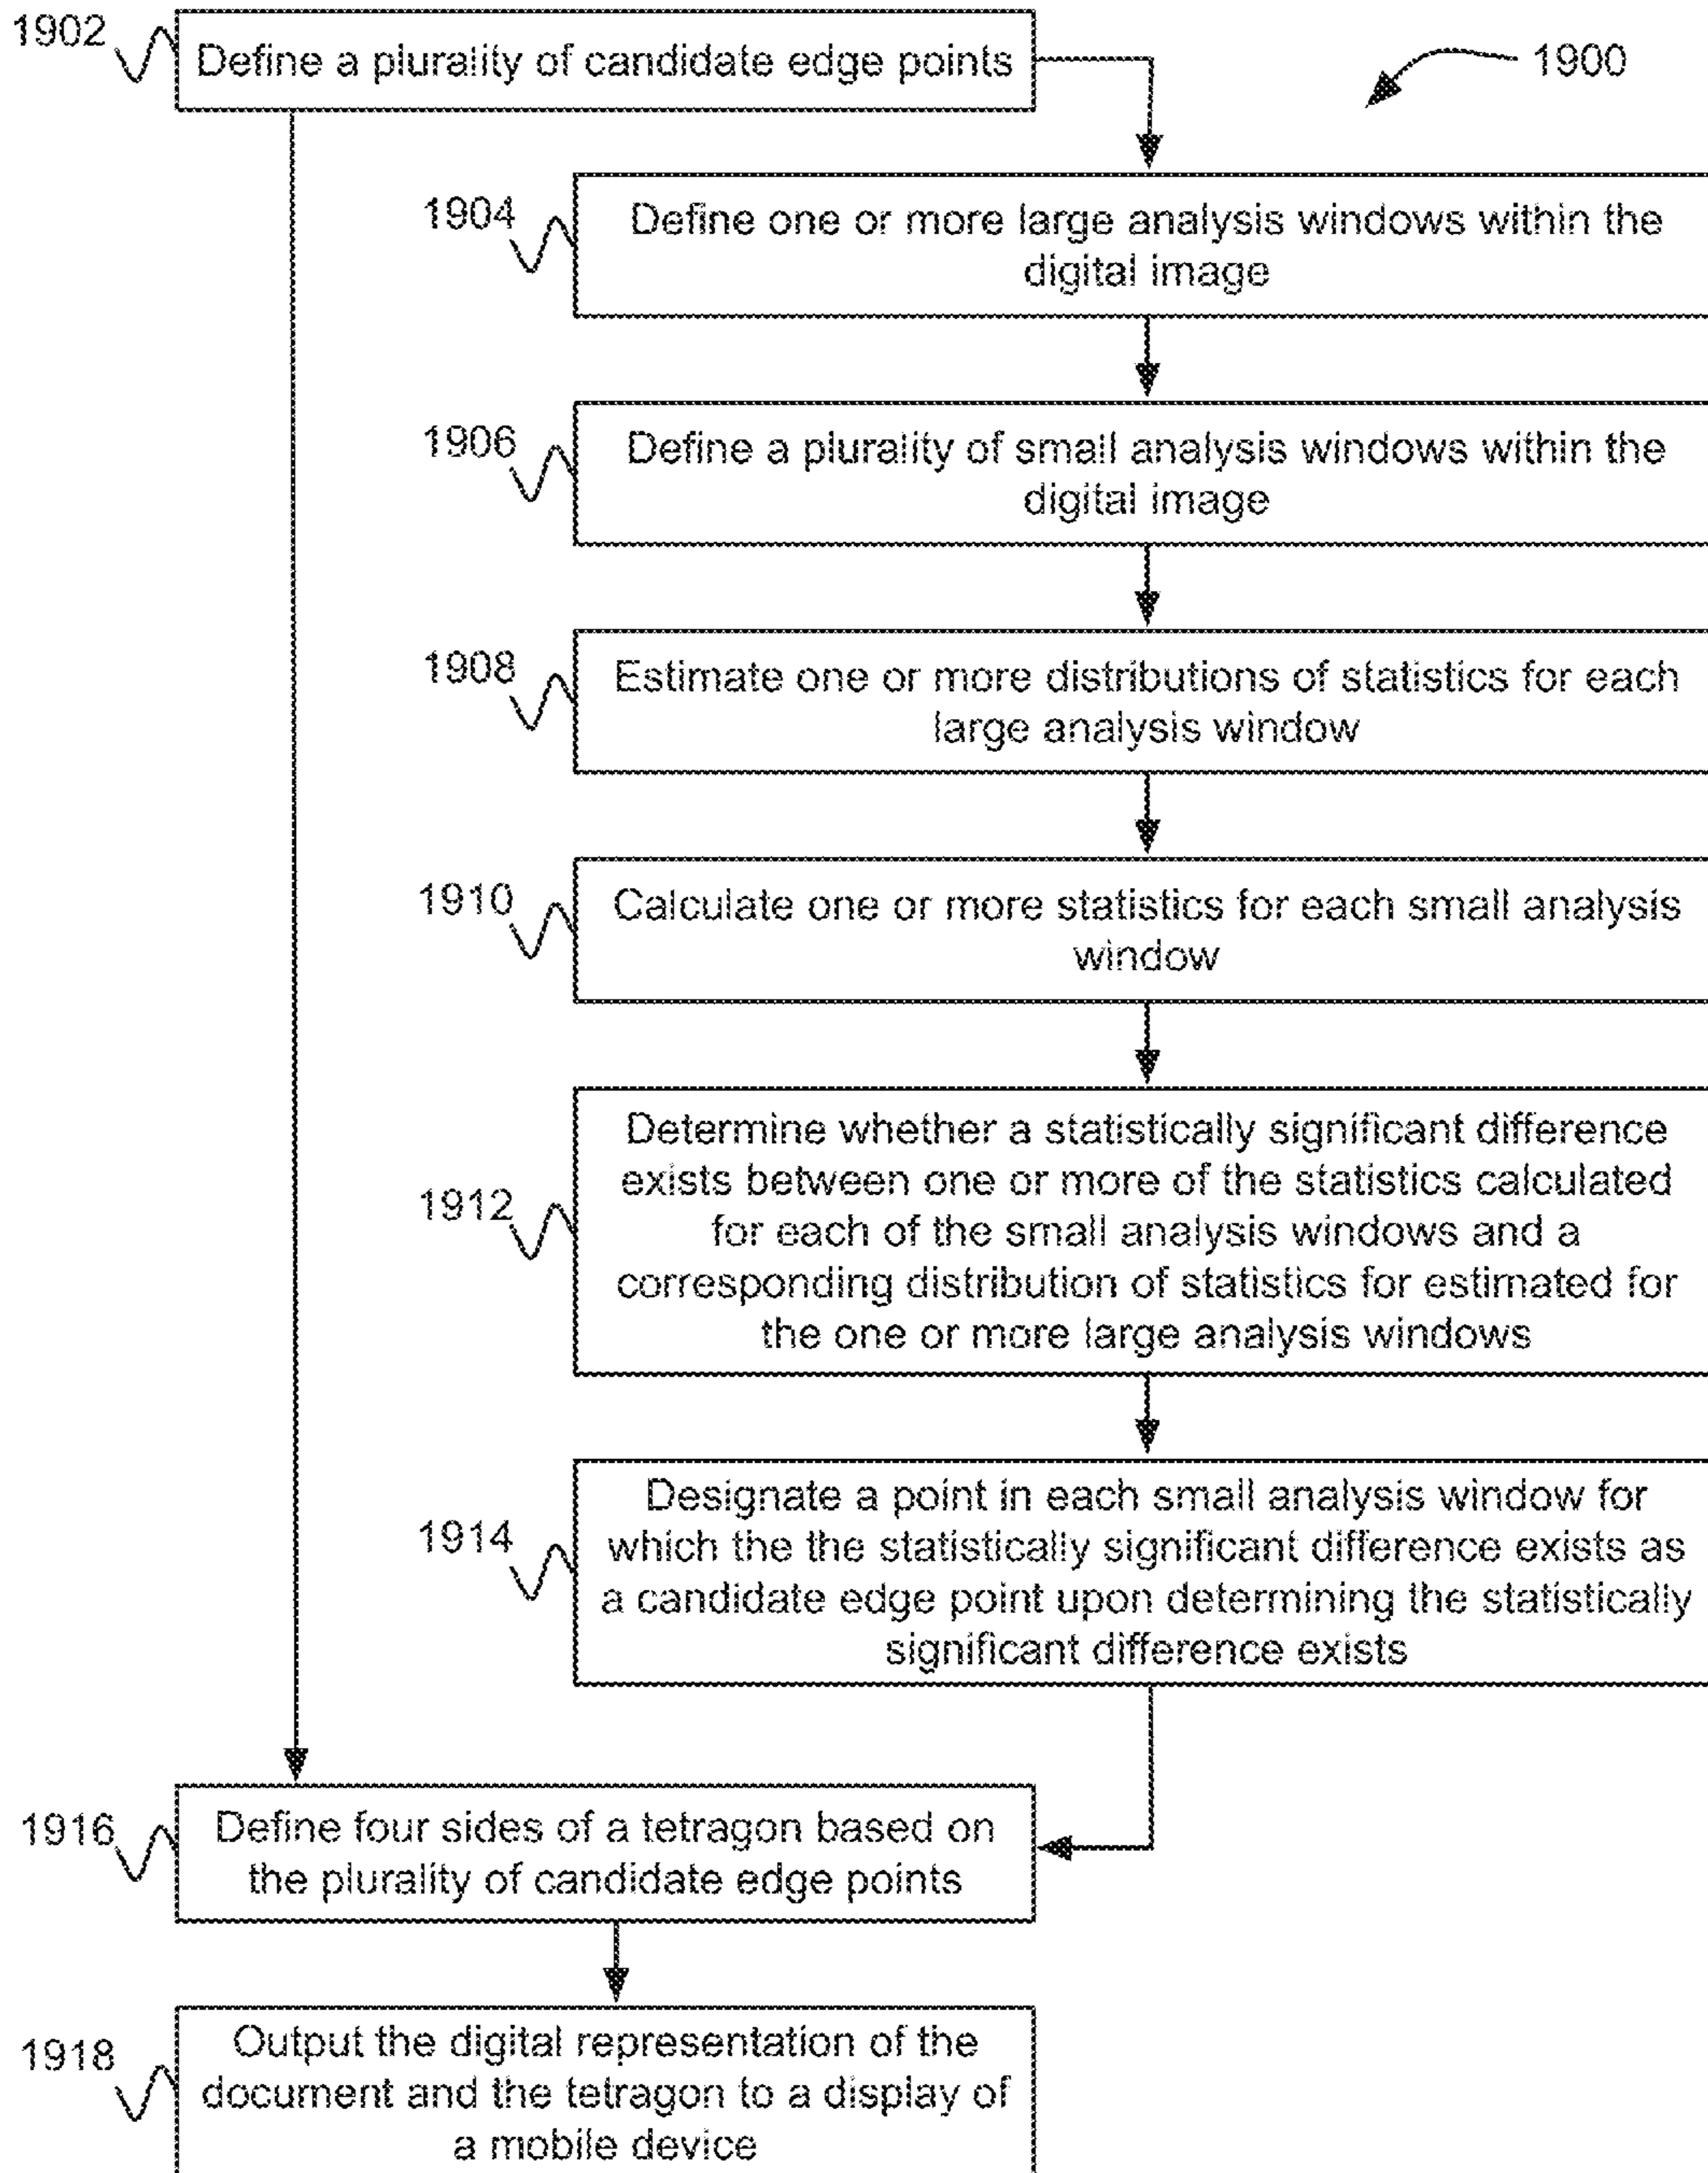 1902
Define a plurality of candidate edge points
1900
1904
Define one or more large analysis windows within the
digital image
1906
Define a plurality of small analysis windows within the
digital image
1908
Estimate one or more distributions of statistics for each
large analysis window
1910
Calculate one or more statistics for each small analysis
window
1912
Determine whether a statistically significant difference
exists between one or more of the statistics calculated
for each of the small analysis windows and a
corresponding distribution of statistics for estimated for
the one or more large analysis windows
1914
Designate a point in each small analysis window for
which the the statistically significant difference exists as
a candidate edge point upon determining the statistically
significant difference exists
1916
Define four sides of a tetragon based on
the plurality of candidate edge points
1918
Output the digital representation of the
document and the tetragon to a display of
a mobile device